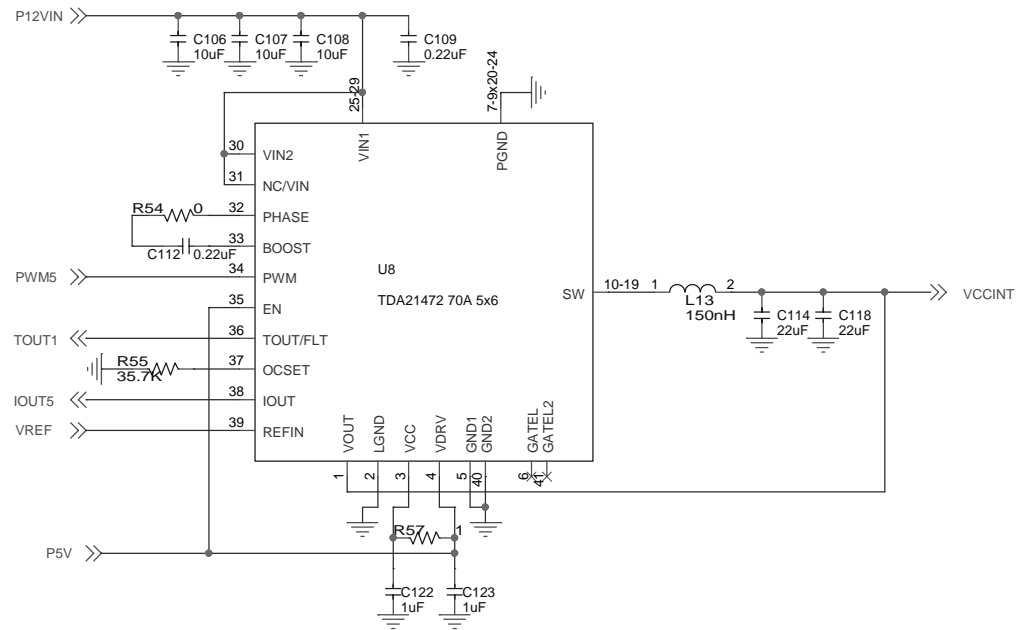 P12VIN
C106
10uF
C107
10uF
C108
10uF
C109
0.22uF
25-29
7-9x20-24
VIN1
PGND
30
VIN2
31
NC/VIN
R54
0
32
PHASE
33
BOOST
C112
0.22uF
PWM5
34
PWM
35
EN
TOUT1
36
TOUT/FLT
R55
35.7K
37
OCSET
IOUT5
38
IOUT
VREF
39
REFIN
U8
TDA21472 70A 5x6
SW
10-19
1
2
L13
150nH
C114
22uF
C118
22uF
VCCINT
VOUT
LGND
VCC
VDRV
GND1
GND2
GATEL
GATEL2
1
2
3
4
5
40
6
41
R57
1
P5V
C122
1uF
C123
1uF